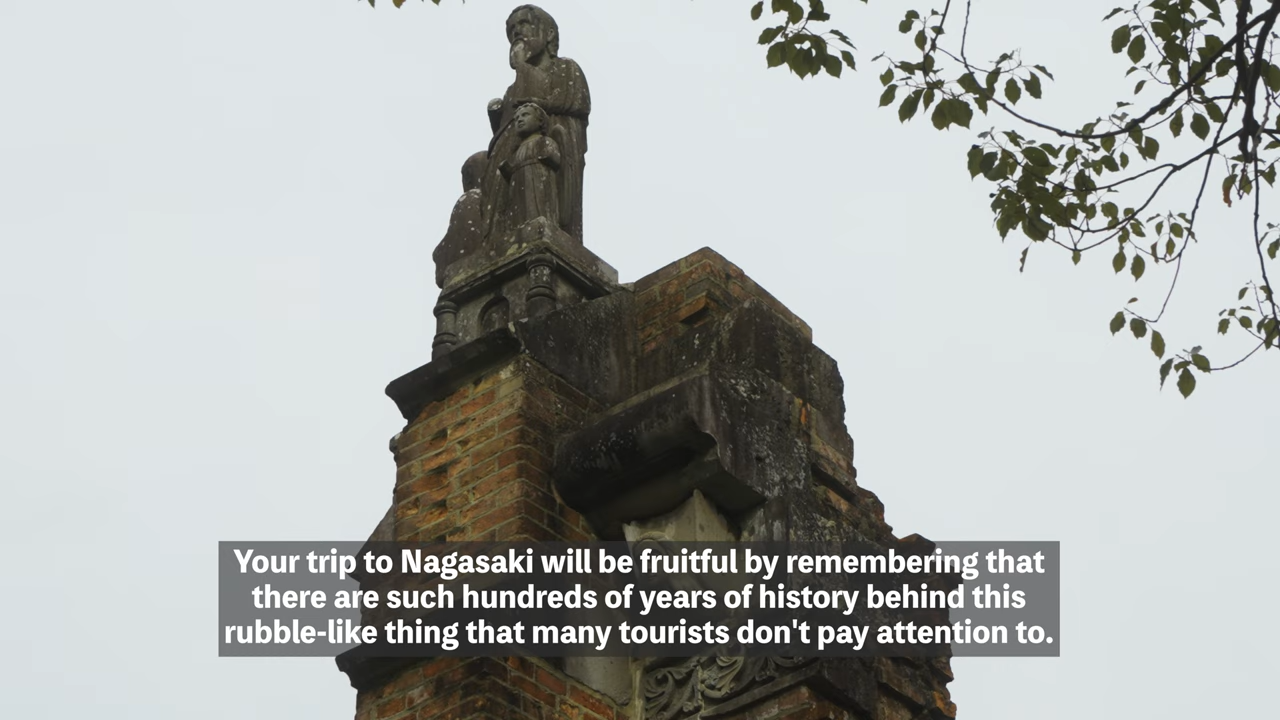 Your trip to Nagasaki will be fruitful by remembering that
there are such hundreds of years of history behind this
rubble-like thing that many tourists don't pay attention to.